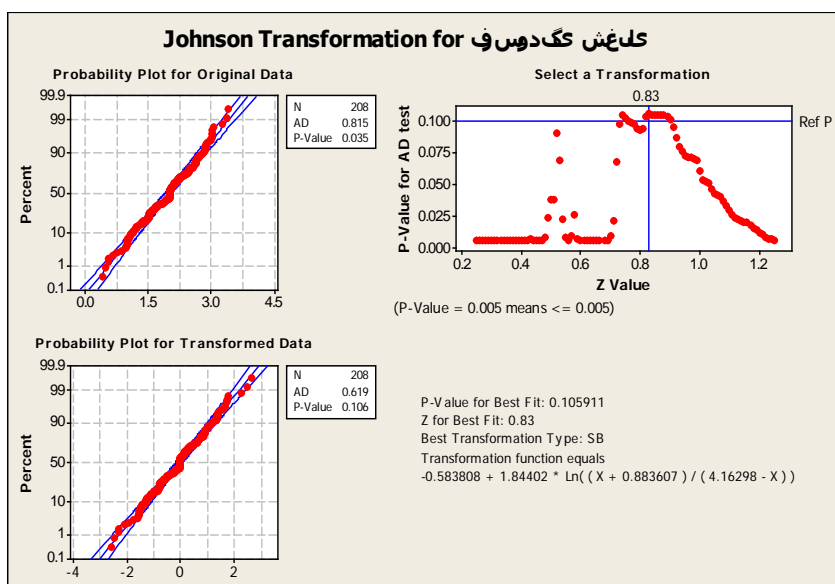 Johnson Transformation for فرسودگی شغلی
Probability Plot for Original Data
99.9
99
90
50
10
1
0.1
Percent
0.0 1.5 3.0 4.5
N 208
AD 0.815
P-Value 0.035
Select a Transformation
0.83
0.100
0.075
0.050
0.025
0.000
P-Value for AD test
Ref P
0.2 0.4 0.6 0.8 1.0 1.2
Z Value
(P-Value = 0.005 means <= 0.005)
Probability Plot for Transformed Data
99.9
99
90
50
10
1
0.1
Percent
-4 -2 0 2
N 208
AD 0.619
P-Value 0.106
P-Value for Best Fit: 0.105911
Z for Best Fit: 0.83
Best Transformation Type: SB
Transformation function equals
-0.583808 + 1.84402 * Ln( ( X + 0.883607 ) / ( 4.16298 - X ) )